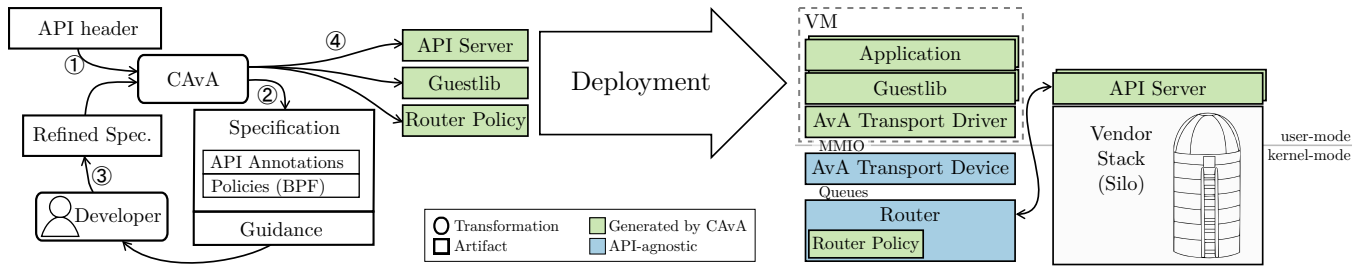 API header
①
CAvA
②
③
Refined Spec.
Developer
Specification
API Annotations
Policies (BPF)
Guidance
④
API Server
Guestlib
Router Policy
Deployment
Transformation
Artifact
Generated by CAvA
API-agnostic
VM
Application
Guestlib
AvA Transport Driver
MMIO
AvA Transport Device
Queues
Router
Router Policy
API Server
Vendor
Stack
(Silo)
user-mode
kernel-mode